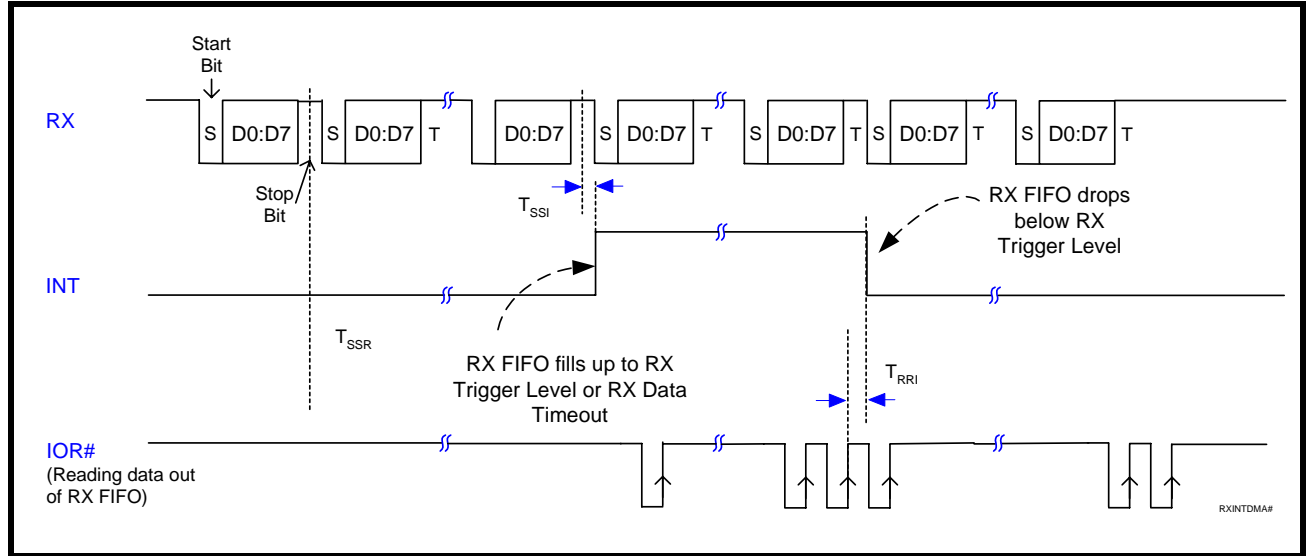 Start
Bit
RX
S D0:D7 S D0:D7 T D0:D7 S D0:D7 T S D0:D7 T S D0:D7 T S D0:D7 T
Stop
Bit
TSSI
RX FIFO drops
below RX
Trigger Level
INT
TSSR
RX FIFO fills up to RX
Trigger Level or RX Data
Timeout
TRRI
IOR#
(Reading data out
of RX FIFO)
RXINTDMA#